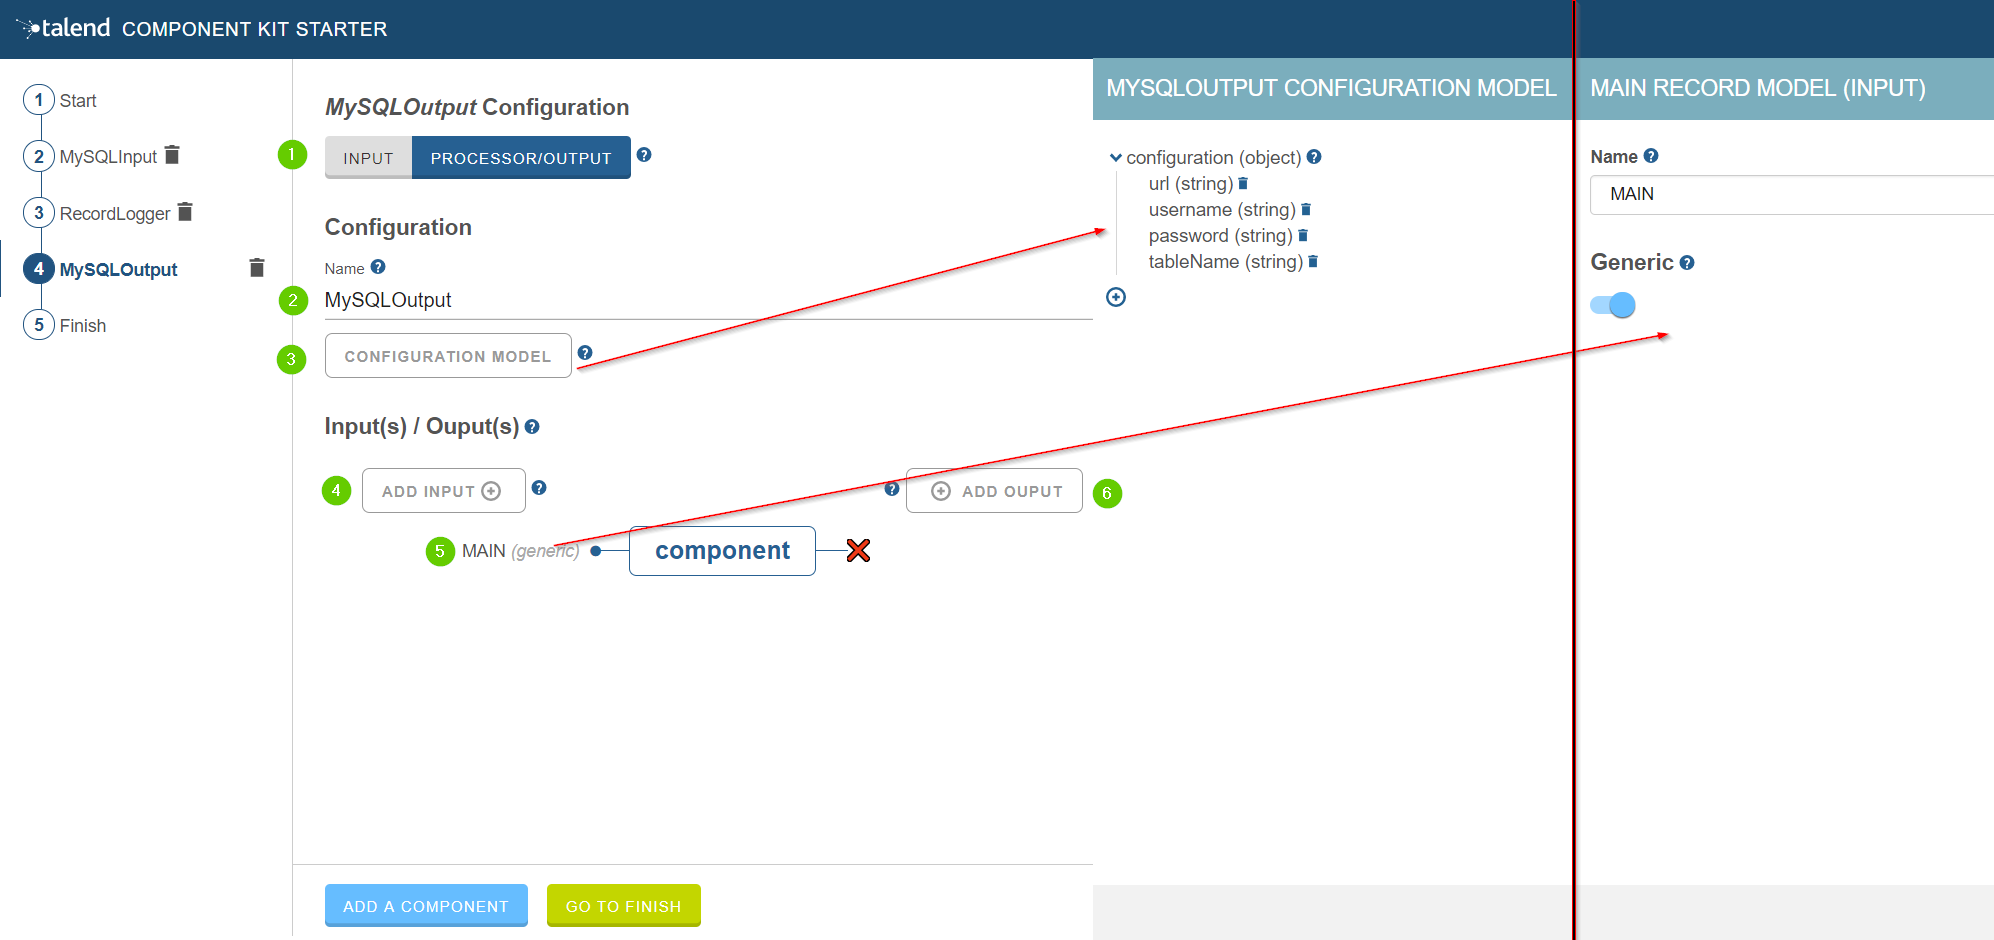 talend COMPONENT KIT STARTER
1 Start
2 MySQLInput
3 RecordLogger
4 MySQLOutput
5 Finish
MySQLOutput Configuration
1 INPUT PROCESSOR/OUTPUT ?
Configuration
Name ?
2 MySQLOutput
3 CONFIGURATION MODEL ?
Input(s) / Ouput(s) ?
4 ADD INPUT ? ? ADD OUPUT 6
5 MAIN (generic) component
ADD A COMPONENT GO TO FINISH
MYSQLOUTPUT CONFIGURATION MODEL
configuration (object) ?
url (string)
username (string)
password (string)
tableName (string)
MAIN RECORD MODEL (INPUT)
Name ?
MAIN
Generic ?